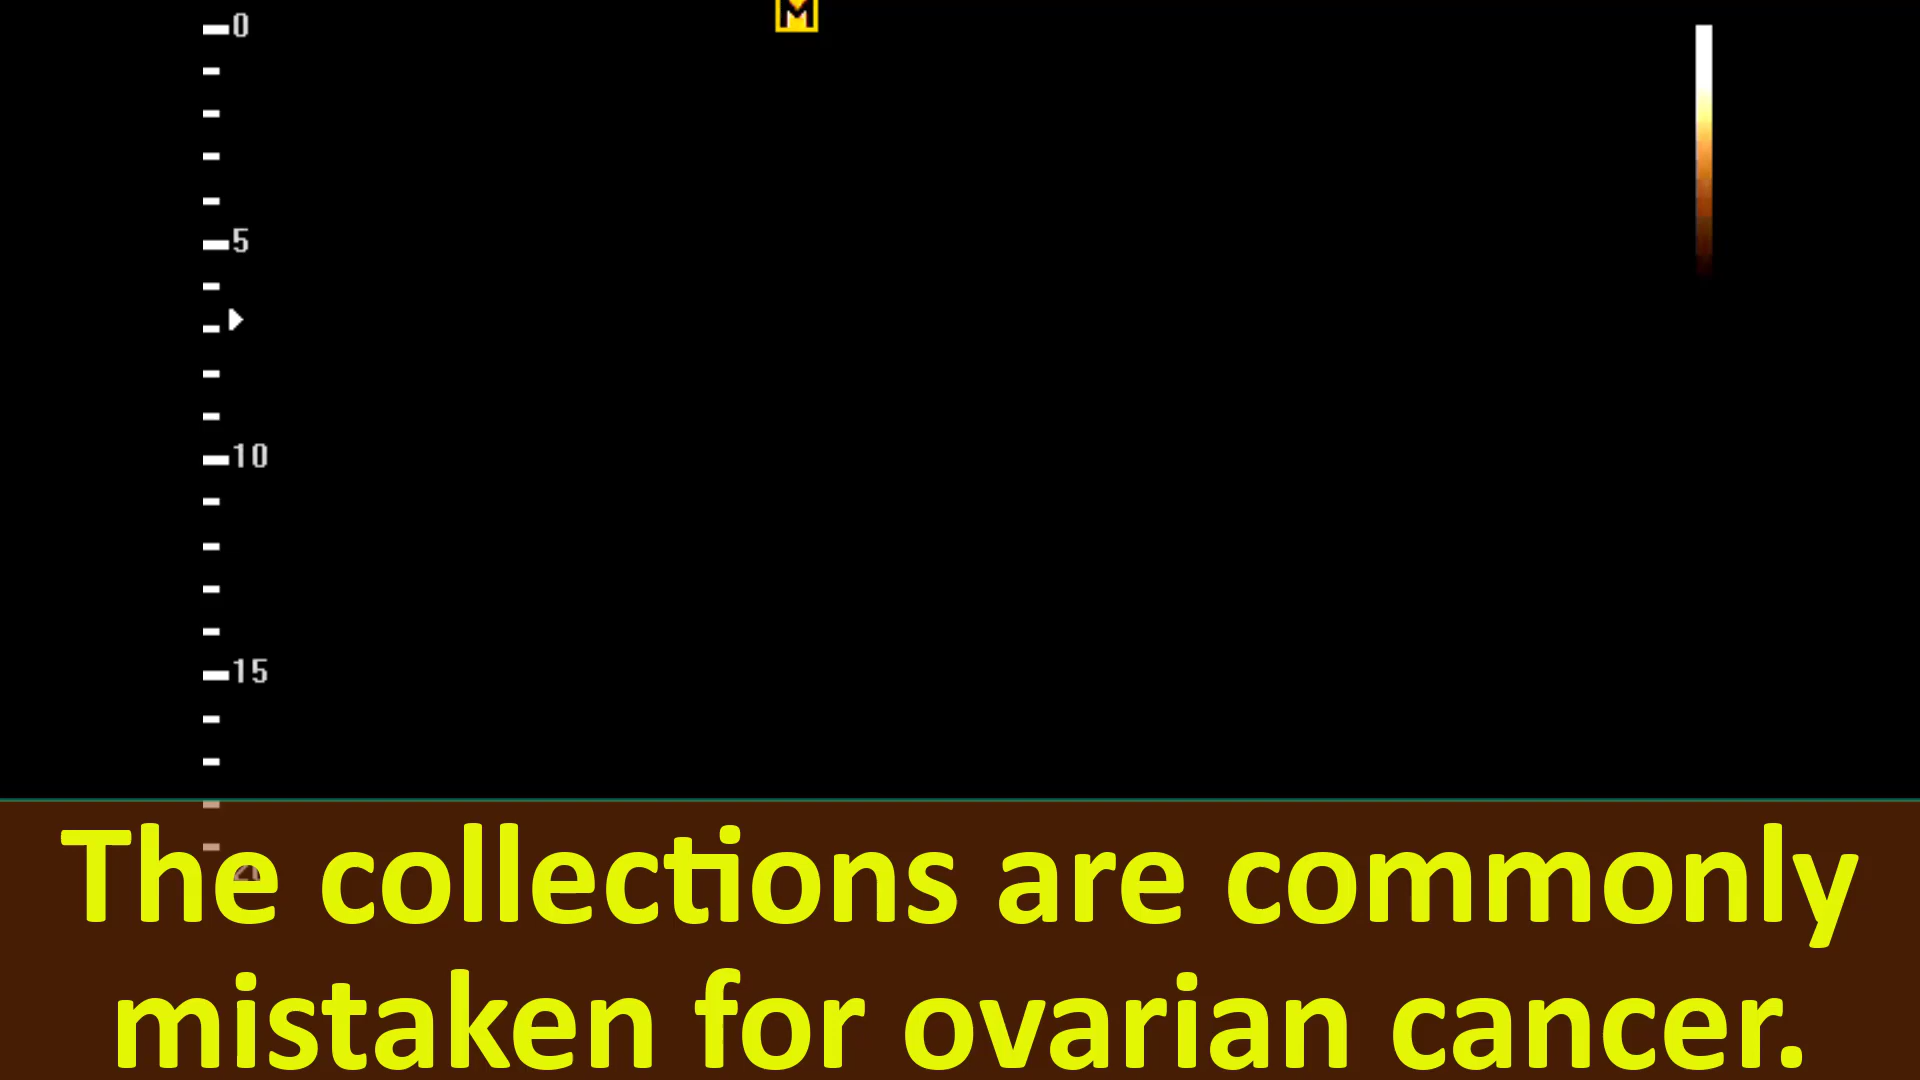 M
0
5
10
15
The collections are commonly
mistaken for ovarian cancer.